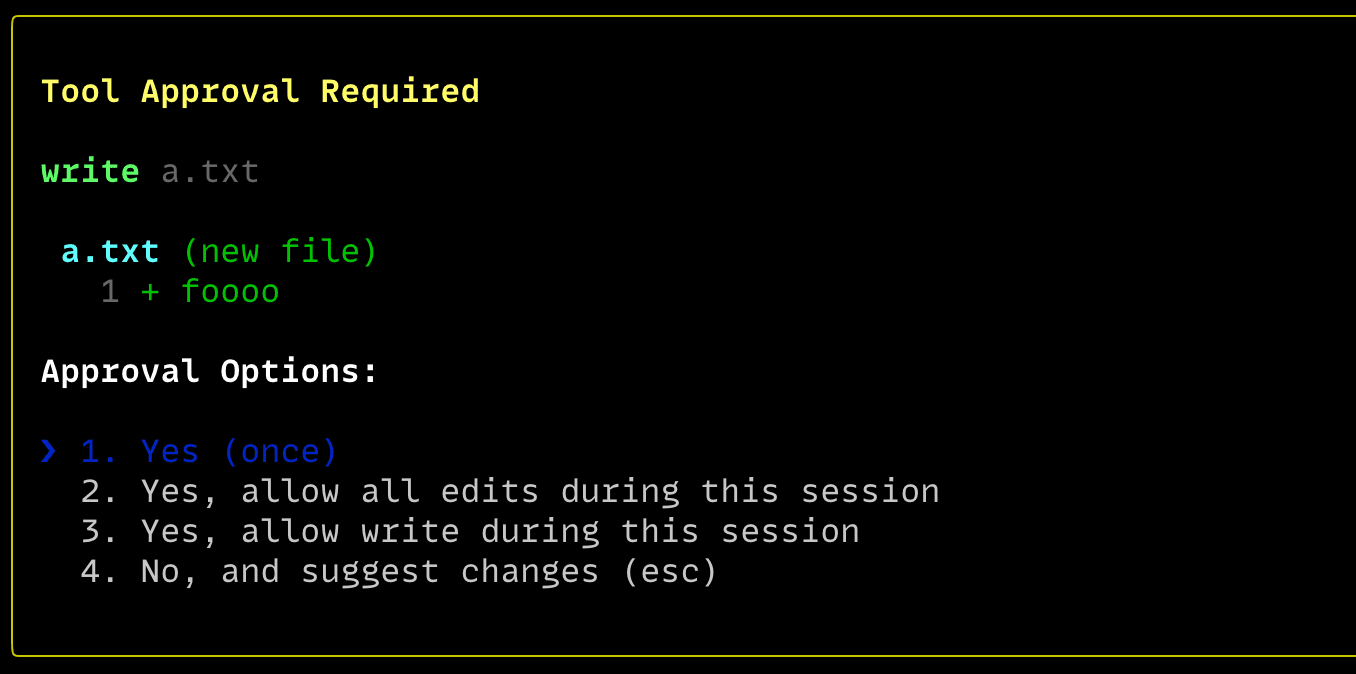 Tool Approval Required
write a.txt
a.txt (new file)
1 + foooo
Approval Options:
❯ 1. Yes (once)
2. Yes, allow all edits during this session
3. Yes, allow write during this session
4. No, and suggest changes (esc)